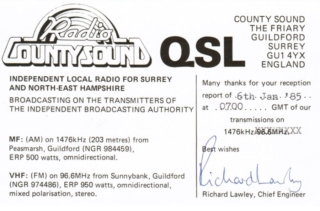 Radio
COUNTY SOUND
QSL
COUNTY SOUND
THE FRIARY
GUILDFORD
SURREY
GU1 4YX
ENGLAND
INDEPENDENT LOCAL RADIO FOR SURREY
AND NORTH-EAST HAMPSHIRE
BROADCASTING ON THE TRANSMITTERS OF
THE INDEPENDENT BROADCASTING AUTHORITY
MF: (AM) on 1476kHz (203 metres) from
Peasmarsh, Guildford (NGR 984459),
ERP 500 watts, omnidirectional.
VHF: (FM) on 96.6MHz from Sunnybank, Guildford
(NGR 974486), ERP 950 watts, omnidirectional,
mixed polarisation, stereo.
Many thanks for your reception
report of .6th Jan. '85..
at .0700..... GMT of our
transmissions on
1476kHz/96.6MHz.
Best wishes
Richard Lawley
Richard Lawley, Chief Engineer